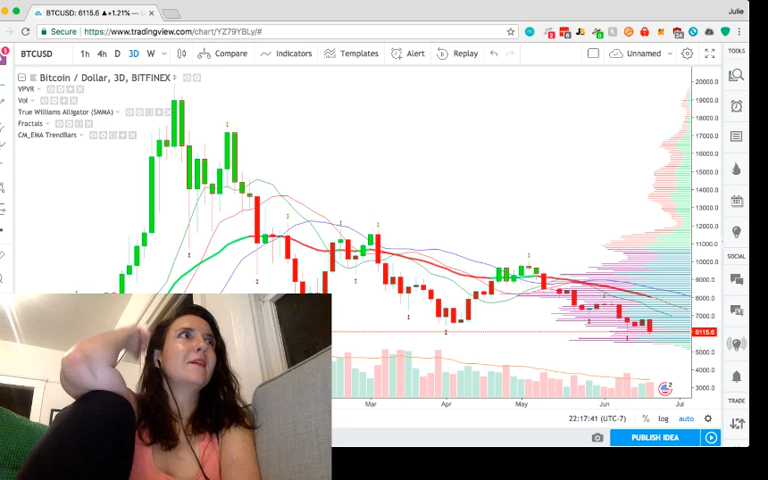 BTCUSD: 6115.6 ▲+1.21% —
Julie
Secure https://www.tradingview.com/chart/YZ79YBLy/#
BTCUSD 1h 4h D 3D W Compare Indicators Templates Alert Replay Unnamed TOOLS
Bitcoin / Dollar, 3D, BITFINEX
VPVR
Vol
True Williams Alligator (SMMA)
Fractals
CM_EMA TrendBars
20000.0
19000.0
18000.0
17000.0
16000.0
15000.0
14000.0
13000.0
12000.0
11000.0
10000.0
9000.0
8000.0
7000.0
6115.6
5000.0
4000.0
3000.0
SOCIAL
TRADE
Mar Apr May Jun Jul
22:17:41 (UTC-7) % log auto
PUBLISH IDEA